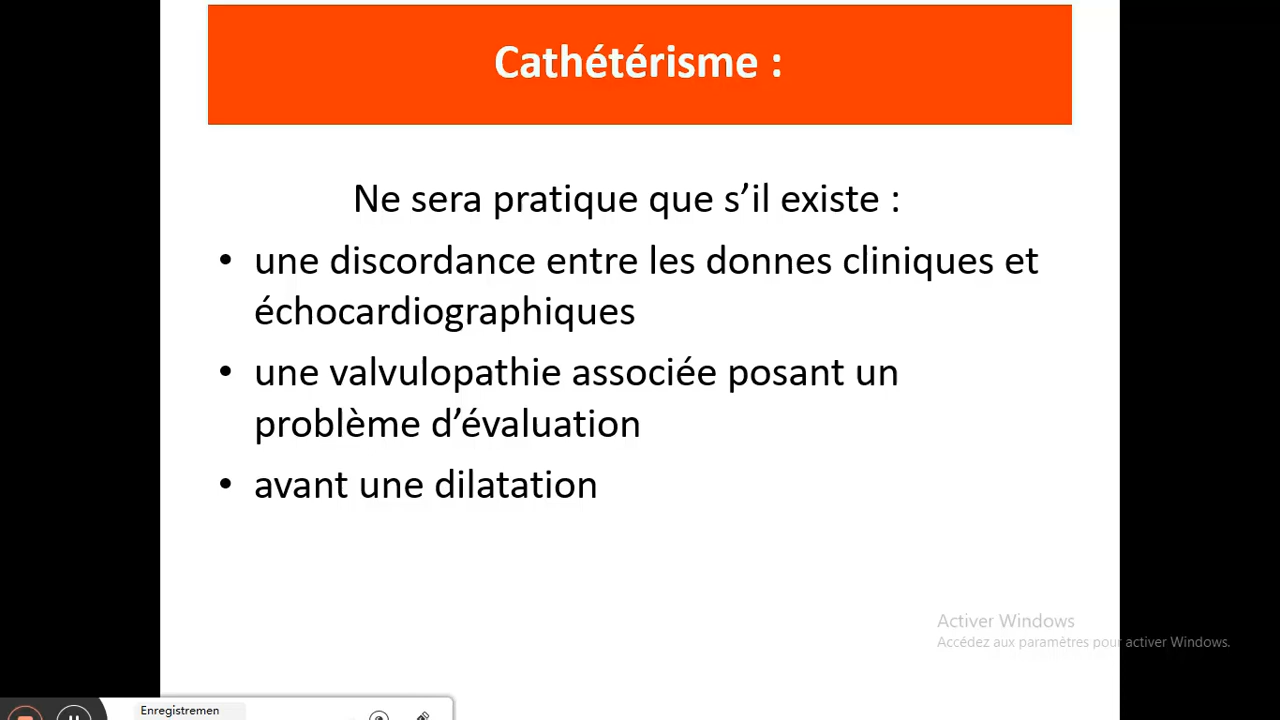 Cathétérisme :
Ne sera pratique que s’il existe :
• une discordance entre les donnes cliniques et
échocardiographiques
• une valvulopathie associée posant un
problème d’évaluation
• avant une dilatation
Activer Windows
Accédez aux paramètres pour activer Windows.
Enregistremen